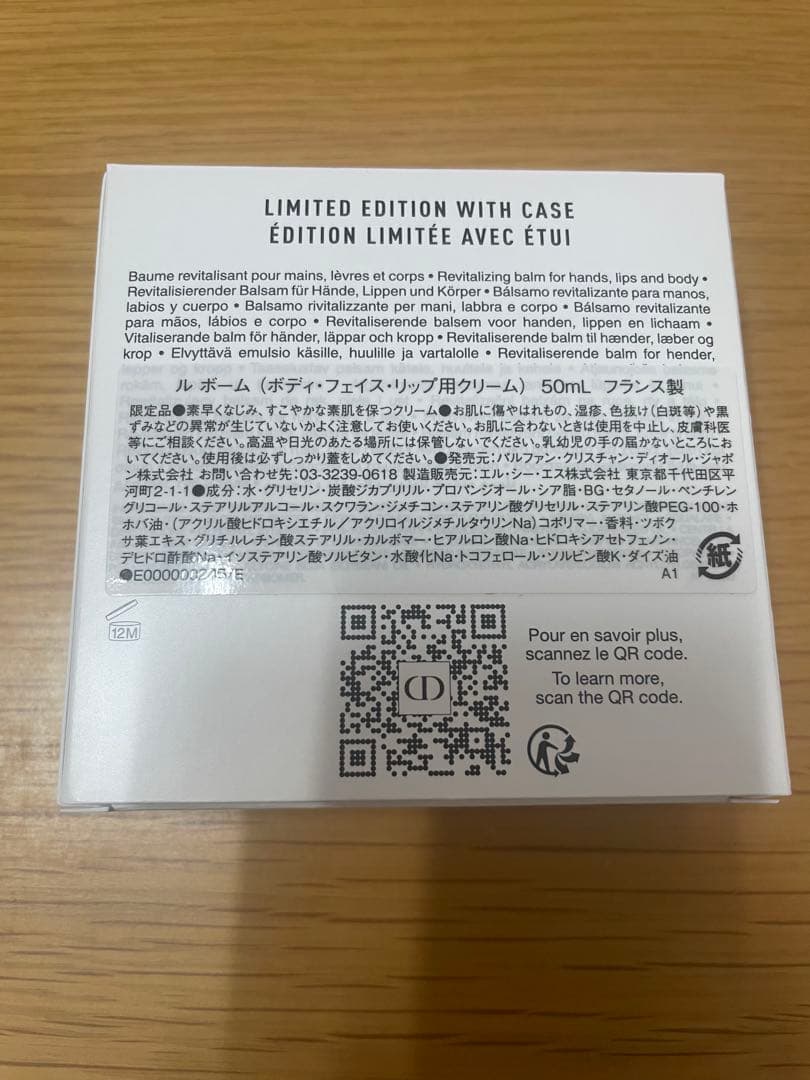 LIMITED EDITION WITH CASE
ÉDITION LIMITÉE AVEC ÉTUI
Baume revitalisant pour mains, lèvres et corps • Revitalizing balm for hands, lips and body •
Revitalisierender Balsam für Hände, Lippen und Körper • Bálsamo revitalizante para manos,
labios y cuerpo • Balsamo rivitalizzante per mani, labbra e corpo • Bálsamo revitalizante
para mãos, lábios e corpo • Revitaliserende balsem voor handen, lippen en lichaam •
Vitaliserande balm för händer, läppar och kropp • Revitaliserende balm til hænder, læber og
krop • Elvyttävä emulsio käsille, huulille ja vartalolle • Revitaliserende balm for hender,
ル ボーム（ボディ・フェイス・リップ用クリーム） 50mL フランス製
限定品●素早くなじみ、すこやかな素肌を保つクリーム●お肌に傷やはれもの、湿疹、色抜け（白斑等）や黒
ずみなどの異常が生じていないかよく注意してお使いください。お肌に合わないときは使用を中止し、皮膚科医
等にご相談ください。高温や日光のあたる場所には保管しないでください。乳幼児の手の届かないところにお
いてください。使用後は必ずしっかり蓋をしめてください。●発売元：パルファン・クリスチャン・ディオール・ジャポ
ン株式会社 お問い合わせ先：03-3239-0618 製造販売元：エル・シー・エス株式会社 東京都千代田区平
河町2-1-1●成分：水・グリセリン・炭酸ジカプリリル・プロパンジオール・シア脂・BG・セタノール・ペンチレン
グリコール・ステアリルアルコール・スクワラン・ジメチコン・ステアリン酸グリセリル・ステアリン酸PEG-100・ホ
ホバ油・（アクリル酸ヒドロキシエチル／アクリロイルジメチルタウリンNa）コポリマー・香料・ツボク
サ葉エキス・グリチルレチン酸ステアリル・カルボマー・ヒアルロン酸Na・ヒドロキシアセトフェノン・
デヒドロ酢酸Na・イソステアリン酸ソルビタン・水酸化Na・トコフェロール・ソルビン酸K・ダイズ油
A1
紙
12M
CD
Pour en savoir plus,
scannez le QR code.
To learn more,
scan the QR code.